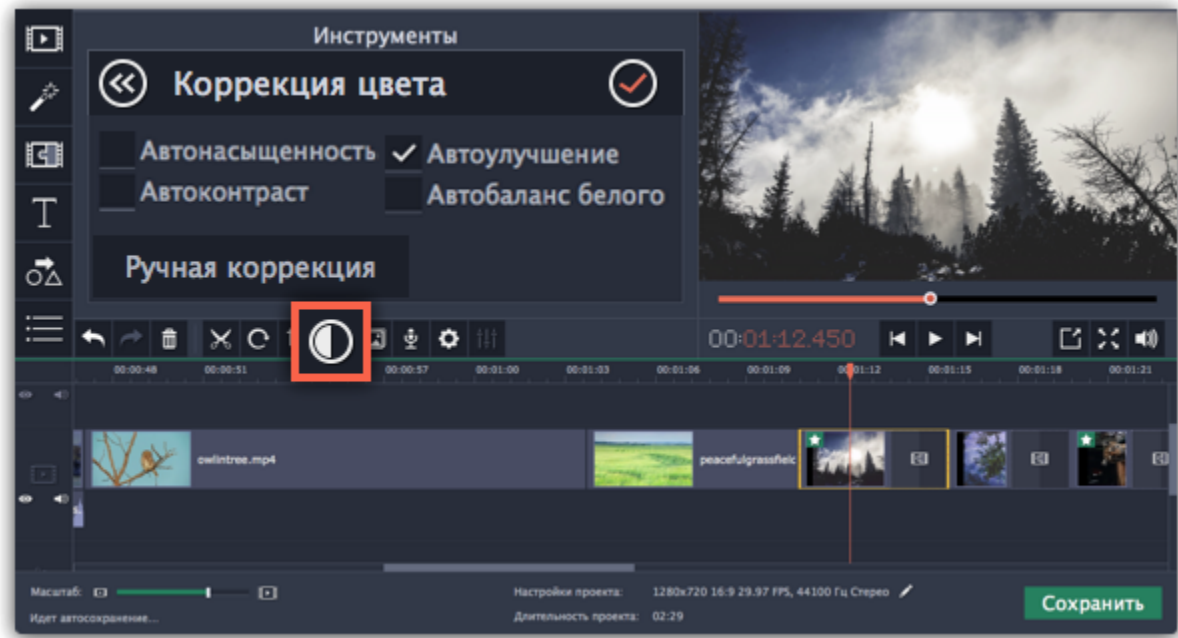 Инструменты
Коррекция цвета
Автонасыщенность Автоулучшение
Автоконтраст Автобаланс белого
Ручная коррекция
T
00:01:12.450
00:00:48 00:00:51 00:00:57 00:01:00 00:01:03 00:01:06 00:01:09 00:01:12 00:01:15 00:01:18 00:01:21
owlintree.mp4 peacefulgrassfield
Масштаб: Настройки проекта: 1280x720 16:9 29.97 FPS, 44100 Гц Стерео
Сохранить
Идет автосохранение... Длительность проекта: 02:29